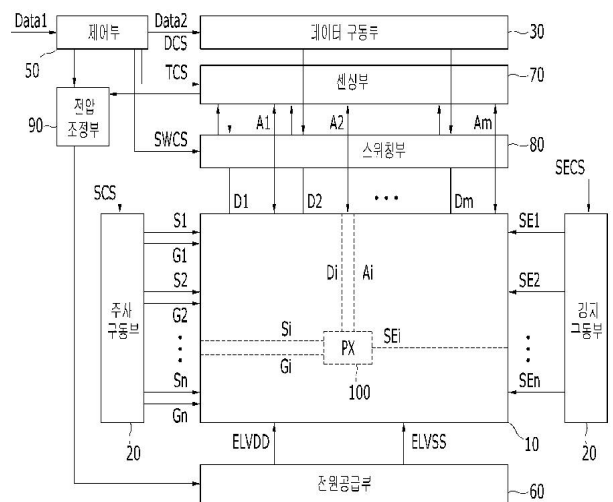 Data1
제어부
Data2
DCS
데이터 구동부
30
50
TCS
센싱부
70
90
전압
조정부
SWCS
A1
A2
Am
스위칭부
80
SCS
SECS
D1
D2
...
Dm
S1
G1
S2
G2
Sn
Gn
주사
구동부
20
Di
Ai
Si
Gi
PX
SEi
100
SE1
SE2
SEn
감지
구동부
20
10
ELVDD
ELVSS
전원공급부
60